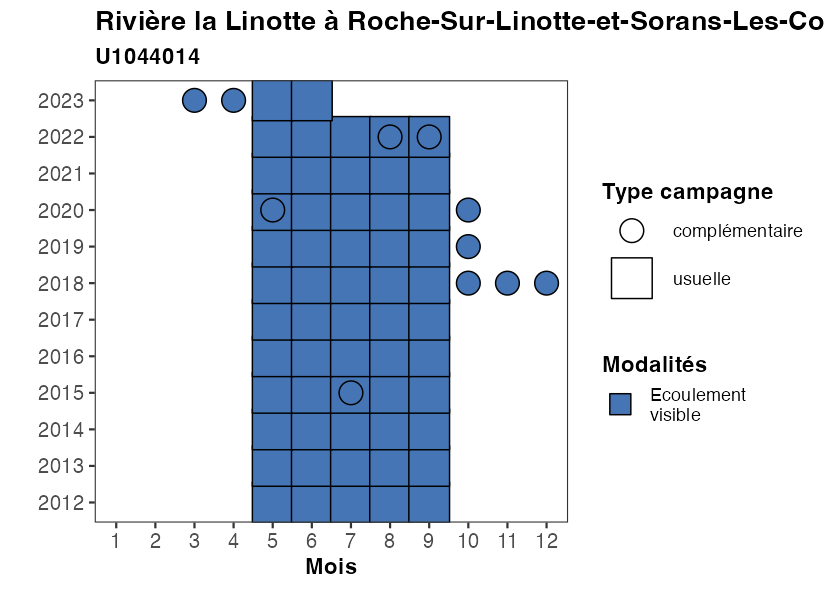 Rivière la Linotte à Roche-Sur-Linotte-et-Sorans-Les-Co
U1044014
2023
2022
2021
2020
2019
2018
2017
2016
2015
2014
2013
2012
1 2 3 4 5 6 7 8 9 10 11 12
Mois
Type campagne
complémentaire
usuelle
Modalités
Ecoulement
visible